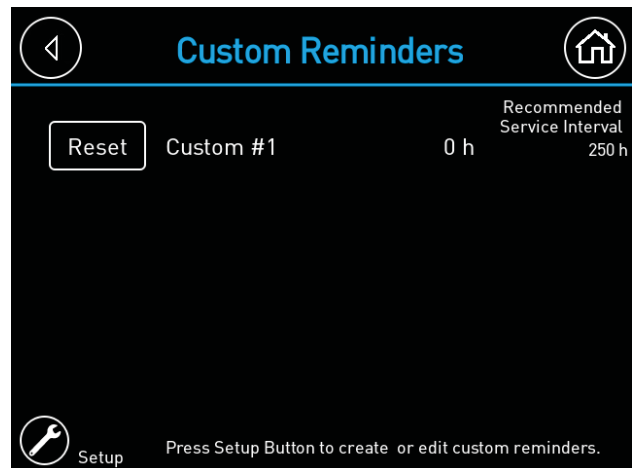 Custom Reminders
Recommended
Service Interval
Reset Custom #1 0 h 250 h
Setup Press Setup Button to create or edit custom reminders.